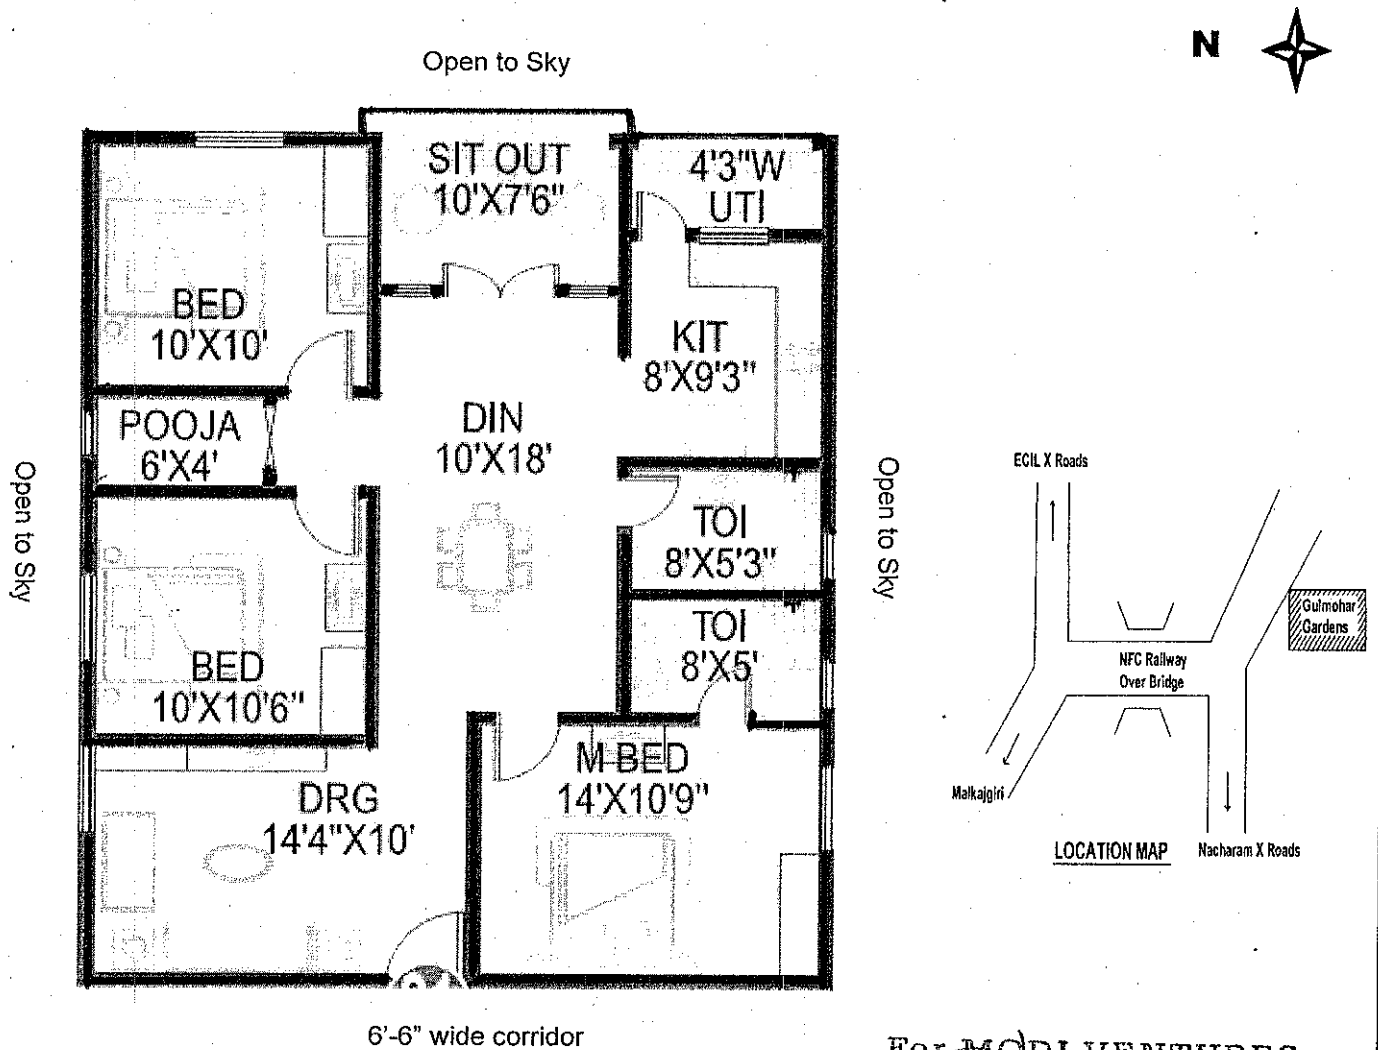 N
Open to Sky
SIT OUT
10'X7'6"
4'3"W
UTI
BED
10'X10'
KIT
8'X9'3"
POOJA
6'X4'
DIN
10'X18'
Open to Sky
Open to Sky
TOI
8'X5'3"
TOI
8'X5'
BED
10'X10'6"
M BED
14'X10'9"
DRG
14'4"X10'
6'-6" wide corridor
ECIL X Roads
Gulmohar
Gardens
NFC Railway
Over Bridge
Malkajgiri
LOCATION MAP
Nacharam X Roads
For MODI VENTURES